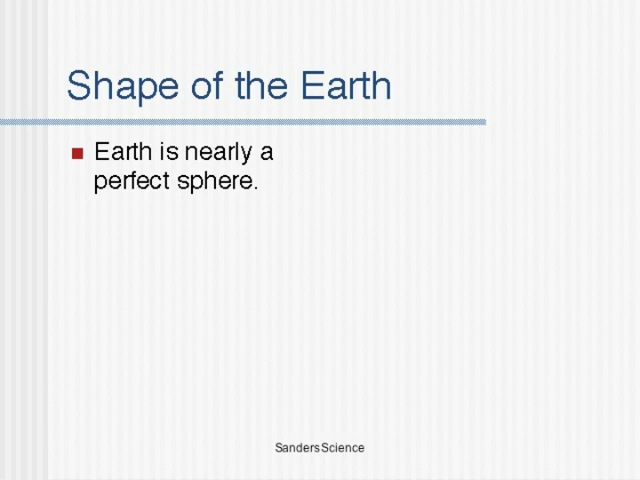 Shape of the Earth
Earth is nearly a
perfect sphere.
SandersScience